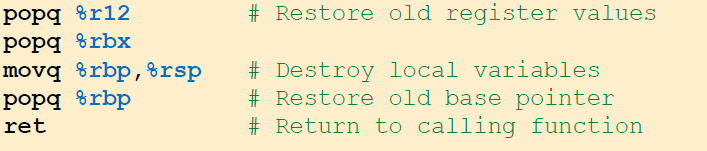 popq %r12 # Restore old register values
popq %rbx
movq %rbp,%rsp # Destroy local variables
popq %rbp # Restore old base pointer
ret # Return to calling function